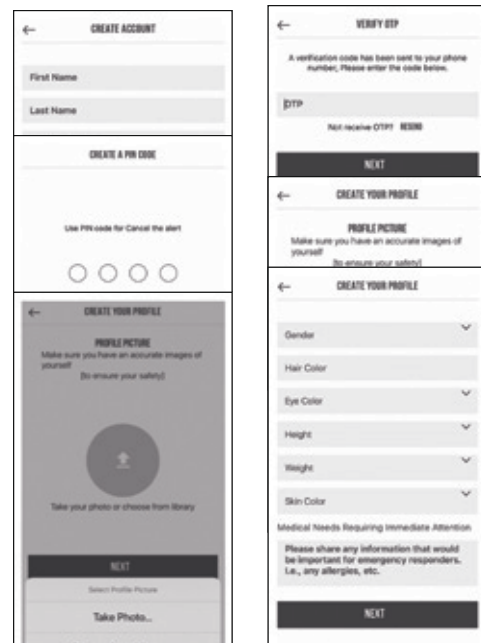 CREATE ACCOUNT
First Name
Last Name
CREATE A PIN CODE
Use PIN code for Cancel the alert
CREATE YOUR PROFILE
PROFILE PICTURE
Make sure you have an accurate images of
yourself
[to ensure your safety]
Take your photo or choose from library
NEXT
Select Profile Picture
Take Photo...
VERIFY OTP
A verification code has been sent to your phone
number, Please enter the code below.
OTP
Not receive OTP? RESEND
NEXT
CREATE YOUR PROFILE
PROFILE PICTURE
Make sure you have an accurate images of
yourself
[to ensure your safety]
CREATE YOUR PROFILE
Gender
Hair Color
Eye Color
Height
Weight
Skin Color
Medical Needs Requiring Immediate Attention
Please share any information that would
be important for emergency responders.
i.e., any allergies, etc.
NEXT